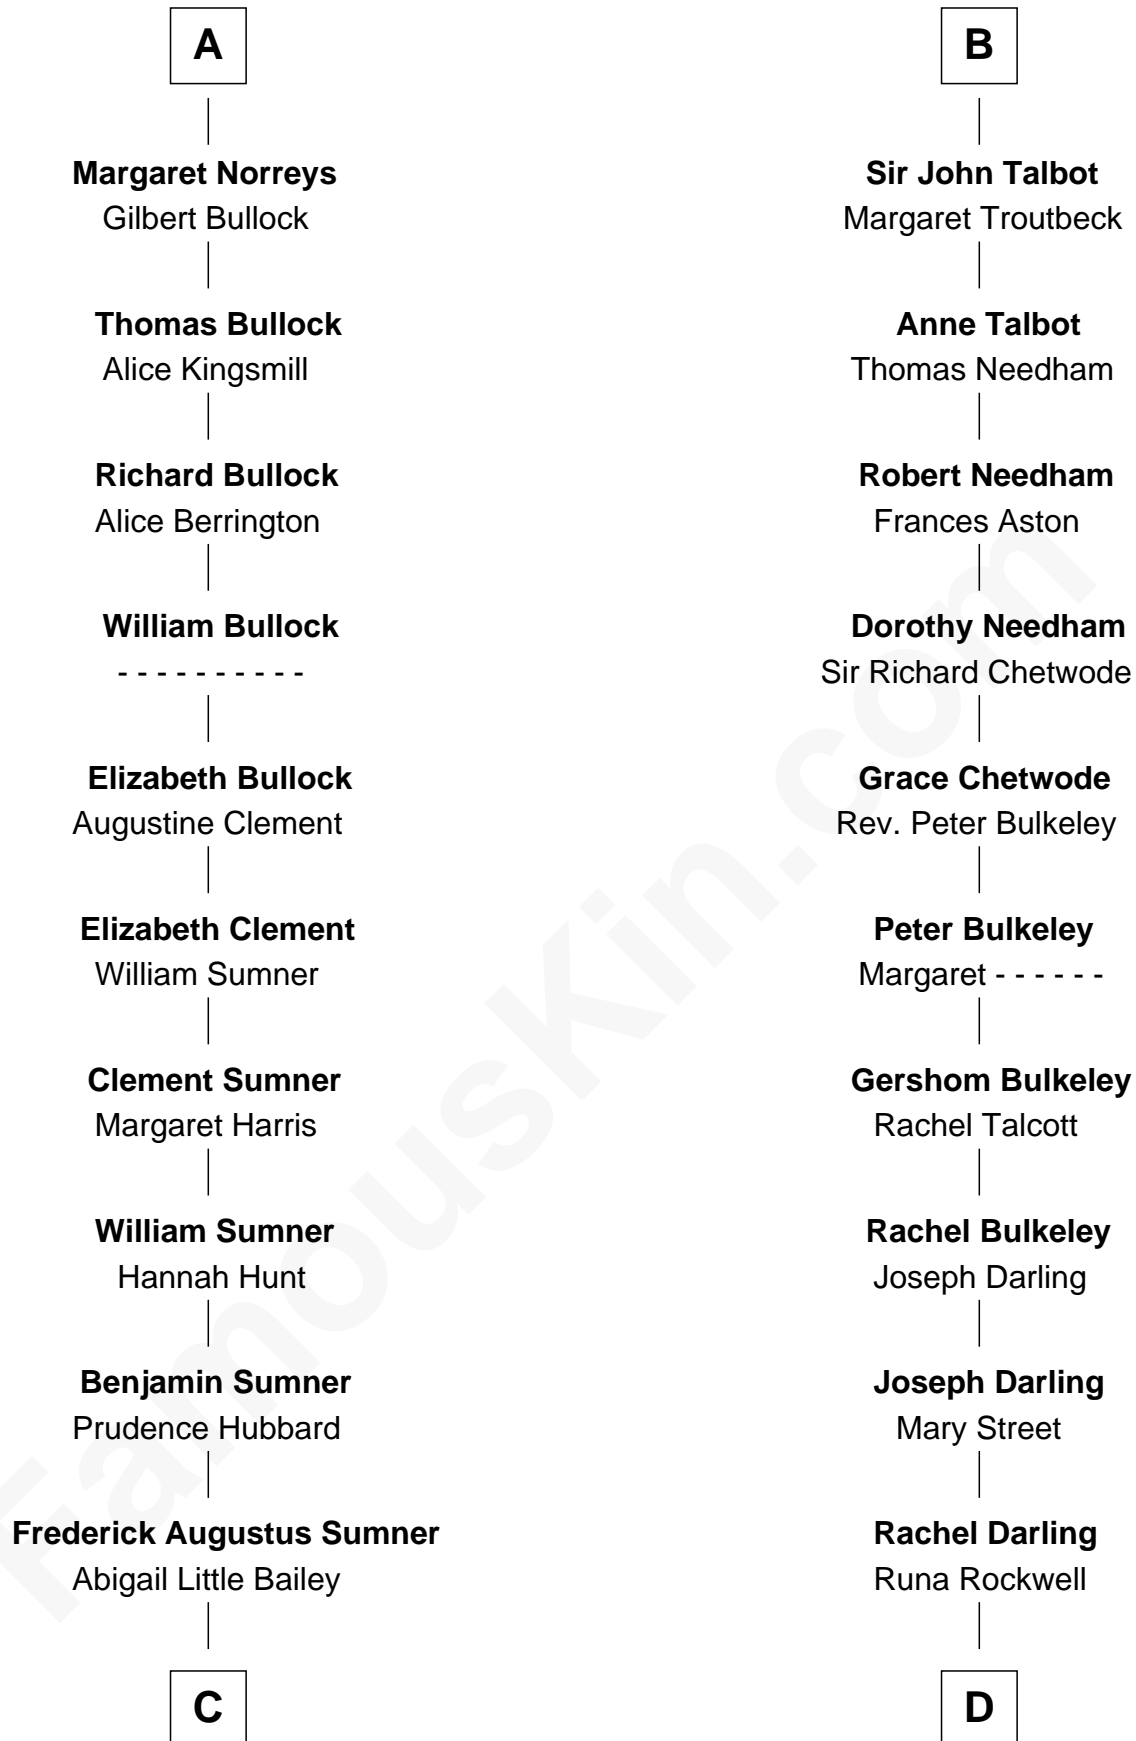 A
Margaret Norreys
Gilbert Bullock
Thomas Bullock
Alice Kingsmill
Richard Bullock
Alice Berrington
William Bullock
- - - - - - - - - -
Elizabeth Bullock
Augustine Clement
Elizabeth Clement
William Sumner
Clement Sumner
Margaret Harris
William Sumner
Hannah Hunt
Benjamin Sumner
Prudence Hubbard
Frederick Augustus Sumner
Abigail Little Bailey
C
B
Sir John Talbot
Margaret Troutbeck
Anne Talbot
Thomas Needham
Robert Needham
Frances Aston
Dorothy Needham
Sir Richard Chetwode
Grace Chetwode
Rev. Peter Bulkeley
Peter Bulkeley
Margaret - - - - - -
Gershom Bulkeley
Rachel Talcott
Rachel Bulkeley
Joseph Darling
Joseph Darling
Mary Street
Rachel Darling
Runa Rockwell
D
FamousKin.com